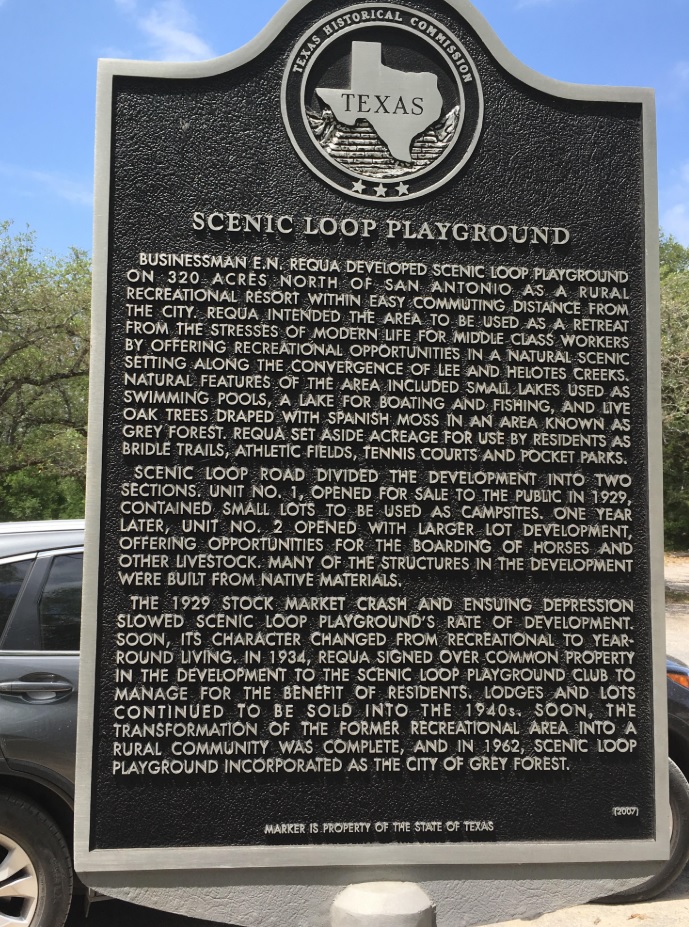 TEXAS HISTORICAL COMMISSION
TEXAS
SCENIC LOOP PLAYGROUND
BUSINESSMAN E.N. REQUA DEVELOPED SCENIC LOOP PLAYGROUND
ON 320 ACRES NORTH OF SAN ANTONIO AS A RURAL
RECREATIONAL RESORT WITHIN EASY COMMUTING DISTANCE FROM
THE CITY. REQUA INTENDED THE AREA TO BE USED AS A RETREAT
FROM THE STRESSES OF MODERN LIFE FOR MIDDLE CLASS WORKERS
BY OFFERING RECREATIONAL OPPORTUNITIES IN A NATURAL SCENIC
SETTING ALONG THE CONVERGENCE OF LEE AND HELOTES CREEKS.
NATURAL FEATURES OF THE AREA INCLUDED SMALL LAKES USED AS
SWIMMING POOLS, A LAKE FOR BOATING AND FISHING, AND LIVE
OAK TREES DRAPED WITH SPANISH MOSS IN AN AREA KNOWN AS
GREY FOREST. REQUA SET ASIDE ACREAGE FOR USE BY RESIDENTS AS
BRIDLE TRAILS, ATHLETIC FIELDS, TENNIS COURTS AND POCKET PARKS.
SCENIC LOOP ROAD DIVIDED THE DEVELOPMENT INTO TWO
SECTIONS. UNIT NO. 1, OPENED FOR SALE TO THE PUBLIC IN 1929,
CONTAINED SMALL LOTS TO BE USED AS CAMPSITES. ONE YEAR
LATER, UNIT NO. 2 OPENED WITH LARGER LOT DEVELOPMENT,
OFFERING OPPORTUNITIES FOR THE BOARDING OF HORSES AND
OTHER LIVESTOCK. MANY OF THE STRUCTURES IN THE DEVELOPMENT
WERE BUILT FROM NATIVE MATERIALS.
THE 1929 STOCK MARKET CRASH AND ENSUING DEPRESSION
SLOWED SCENIC LOOP PLAYGROUND'S RATE OF DEVELOPMENT.
SOON, ITS CHARACTER CHANGED FROM RECREATIONAL TO YEAR-
ROUND LIVING. IN 1934, REQUA SIGNED OVER COMMON PROPERTY
IN THE DEVELOPMENT TO THE SCENIC LOOP PLAYGROUND CLUB TO
MANAGE FOR THE BENEFIT OF RESIDENTS. LODGES AND LOTS
CONTINUED TO BE SOLD INTO THE 1940s. SOON, THE
TRANSFORMATION OF THE FORMER RECREATIONAL AREA INTO A
RURAL COMMUNITY WAS COMPLETE, AND IN 1962, SCENIC LOOP
PLAYGROUND INCORPORATED AS THE CITY OF GREY FOREST.
(2007)
MARKER IS PROPERTY OF THE STATE OF TEXAS